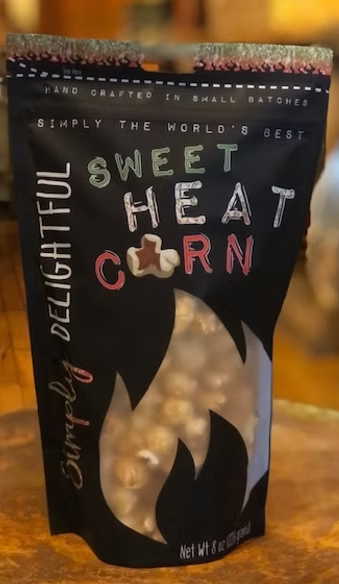 HAND CRAFTED IN SMALL BATCHES
SIMPLY THE WORLD'S BEST
SWEET
HEAT
CORN
Simply DELIGHTFUL
Net Wt 8 oz